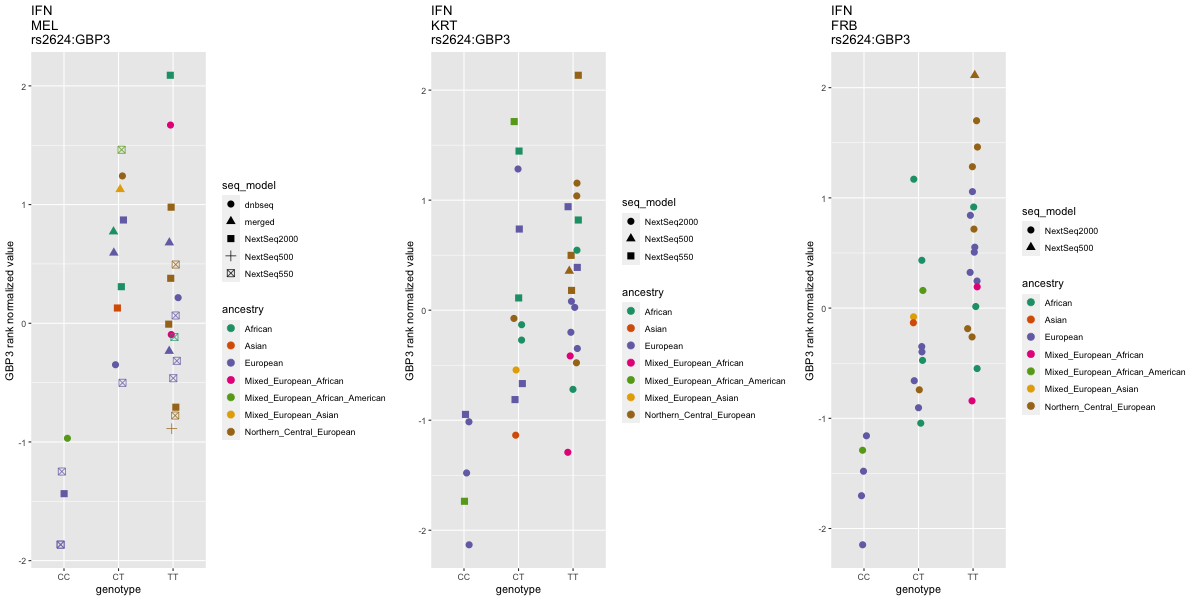 IFN
MEL
rs2624:GBP3
GBP3 rank normalized value
2
1
0
-1
-2
CC
CT
TT
genotype
seq_model
dnbseq
merged
NextSeq2000
NextSeq500
NextSeq550
ancestry
African
Asian
European
Mixed_European_African
Mixed_European_African_American
Mixed_European_Asian
Northern_Central_European
IFN
KRT
rs2624:GBP3
GBP3 rank normalized value
2
1
0
-1
-2
CC
CT
TT
genotype
seq_model
NextSeq2000
NextSeq500
NextSeq550
ancestry
African
Asian
European
Mixed_European_African
Mixed_European_African_American
Mixed_European_Asian
Northern_Central_European
IFN
FRB
rs2624:GBP3
GBP3 rank normalized value
2
1
0
-1
-2
CC
CT
TT
genotype
seq_model
NextSeq2000
NextSeq500
ancestry
African
Asian
European
Mixed_European_African
Mixed_European_African_American
Mixed_European_Asian
Northern_Central_European